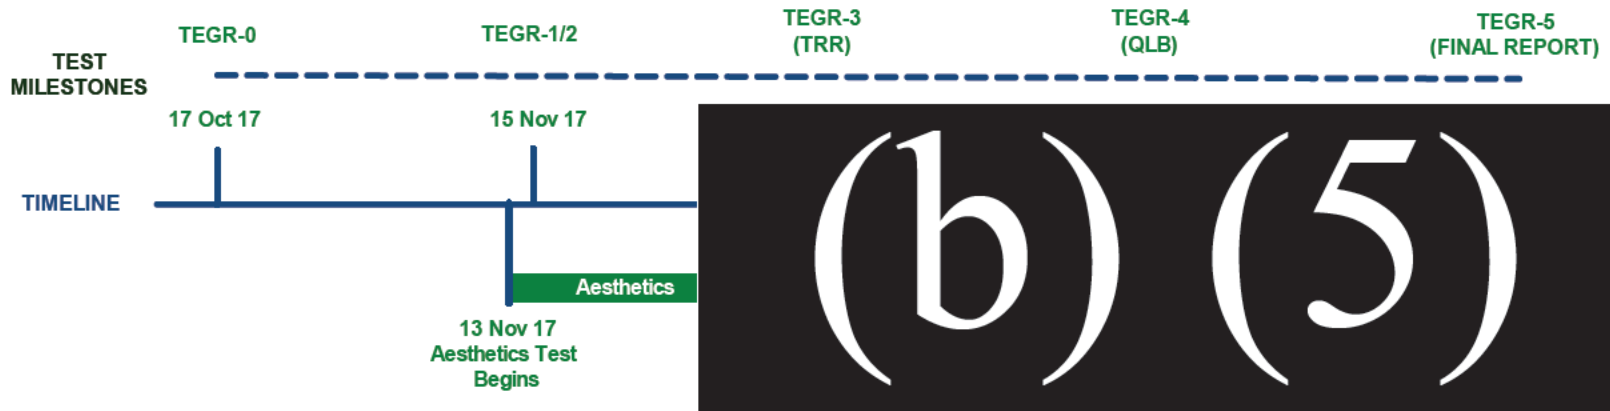 TEGR-0
TEGR-1/2
TEGR-3
(TRR)
TEGR-4
(QLB)
TEGR-5
(FINAL REPORT)
TEST
MILESTONES
17 Oct 17
15 Nov 17
TIMELINE
Aesthetics
13 Nov 17
Aesthetics Test
Begins
(b) (5)